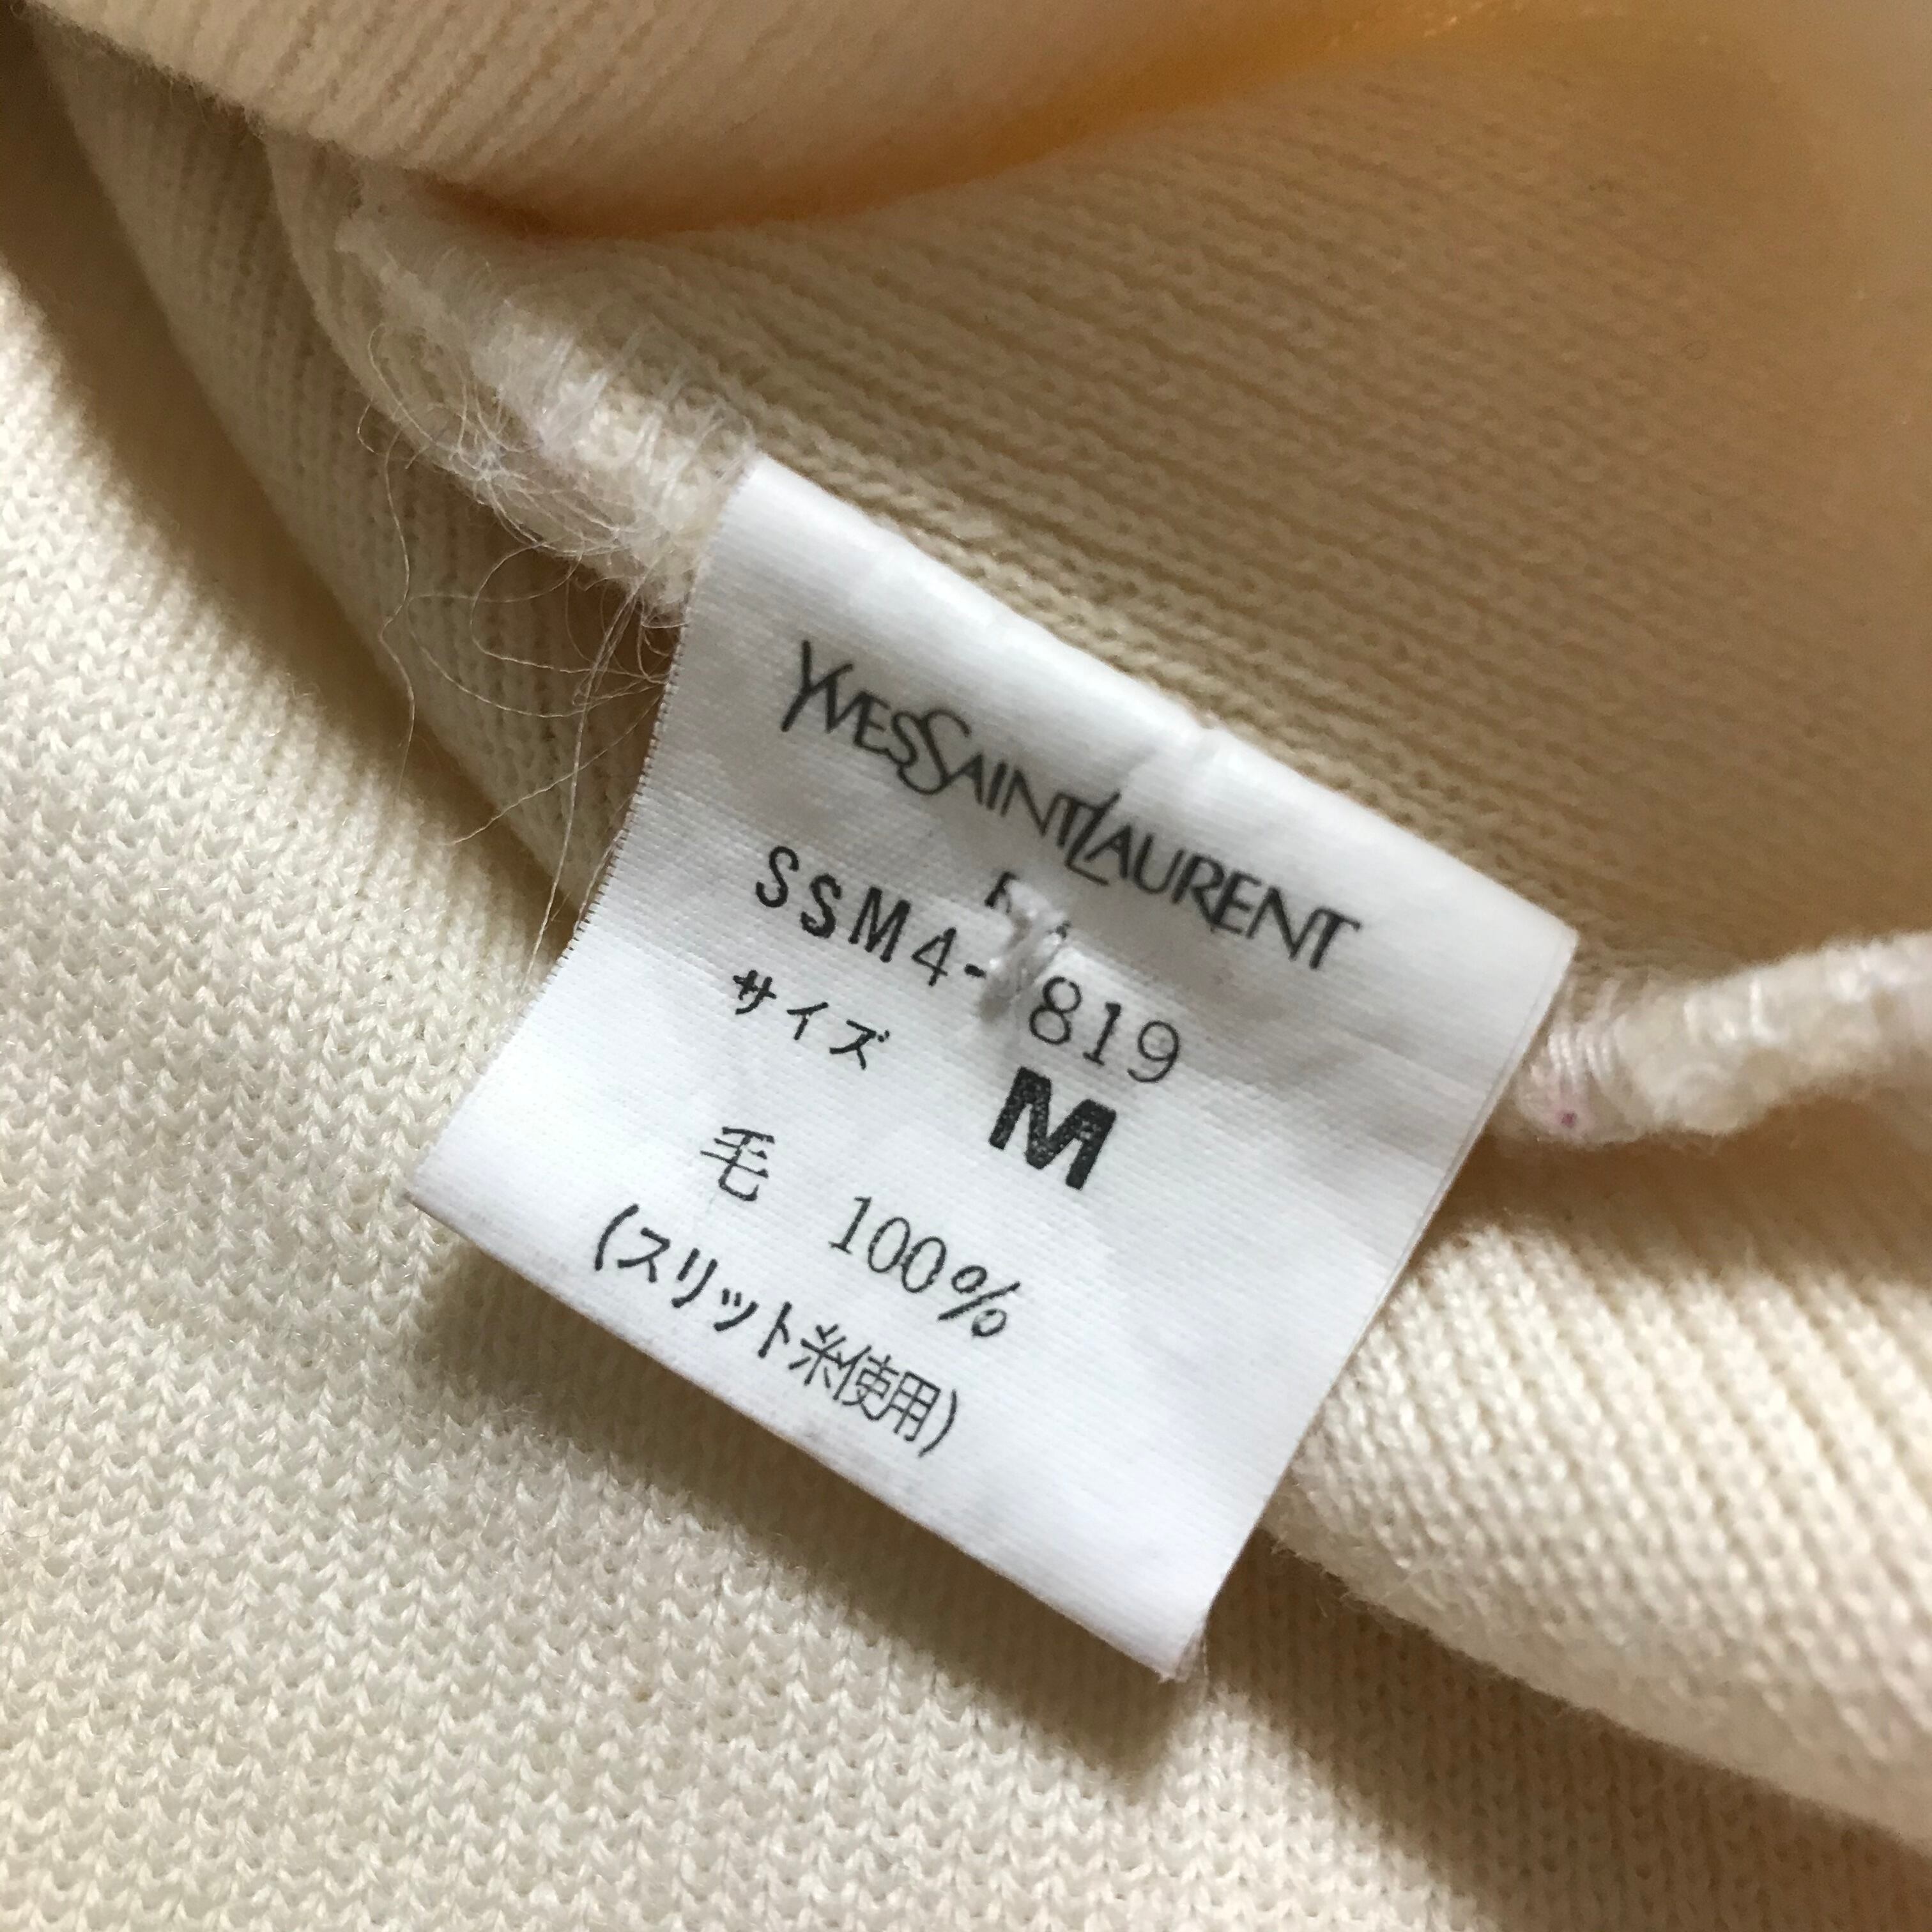 YVESSAINTLAURENT
SSM4-819
サイズ M
毛 100%
(スリット糸使用)